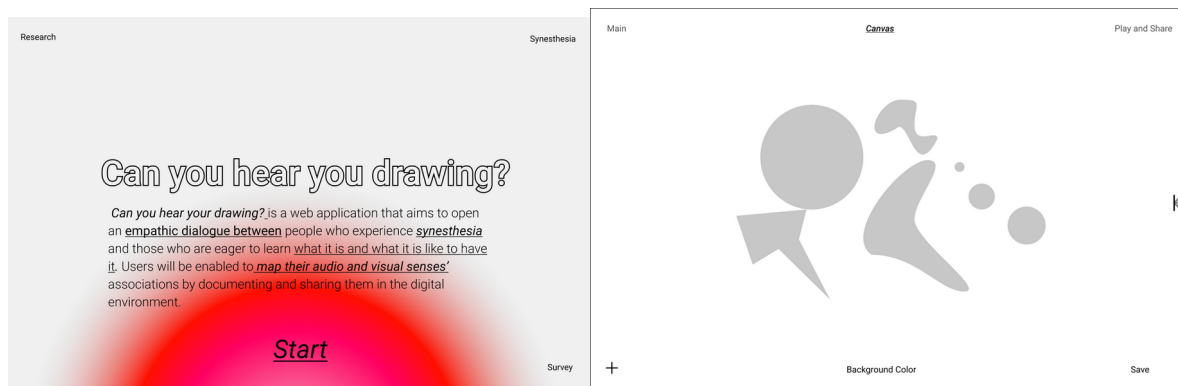 Research
Synesthesia
Can you hear you drawing?
Can you hear your drawing? is a web application that aims to open
an empathic dialogue between people who experience synesthesia
and those who are eager to learn what it is and what it is like to have
it. Users will be enabled to map their audio and visual senses’
associations by documenting and sharing them in the digital
environment.
Start
Survey
Main
Canvas
Play and Share
+
Background Color
Save